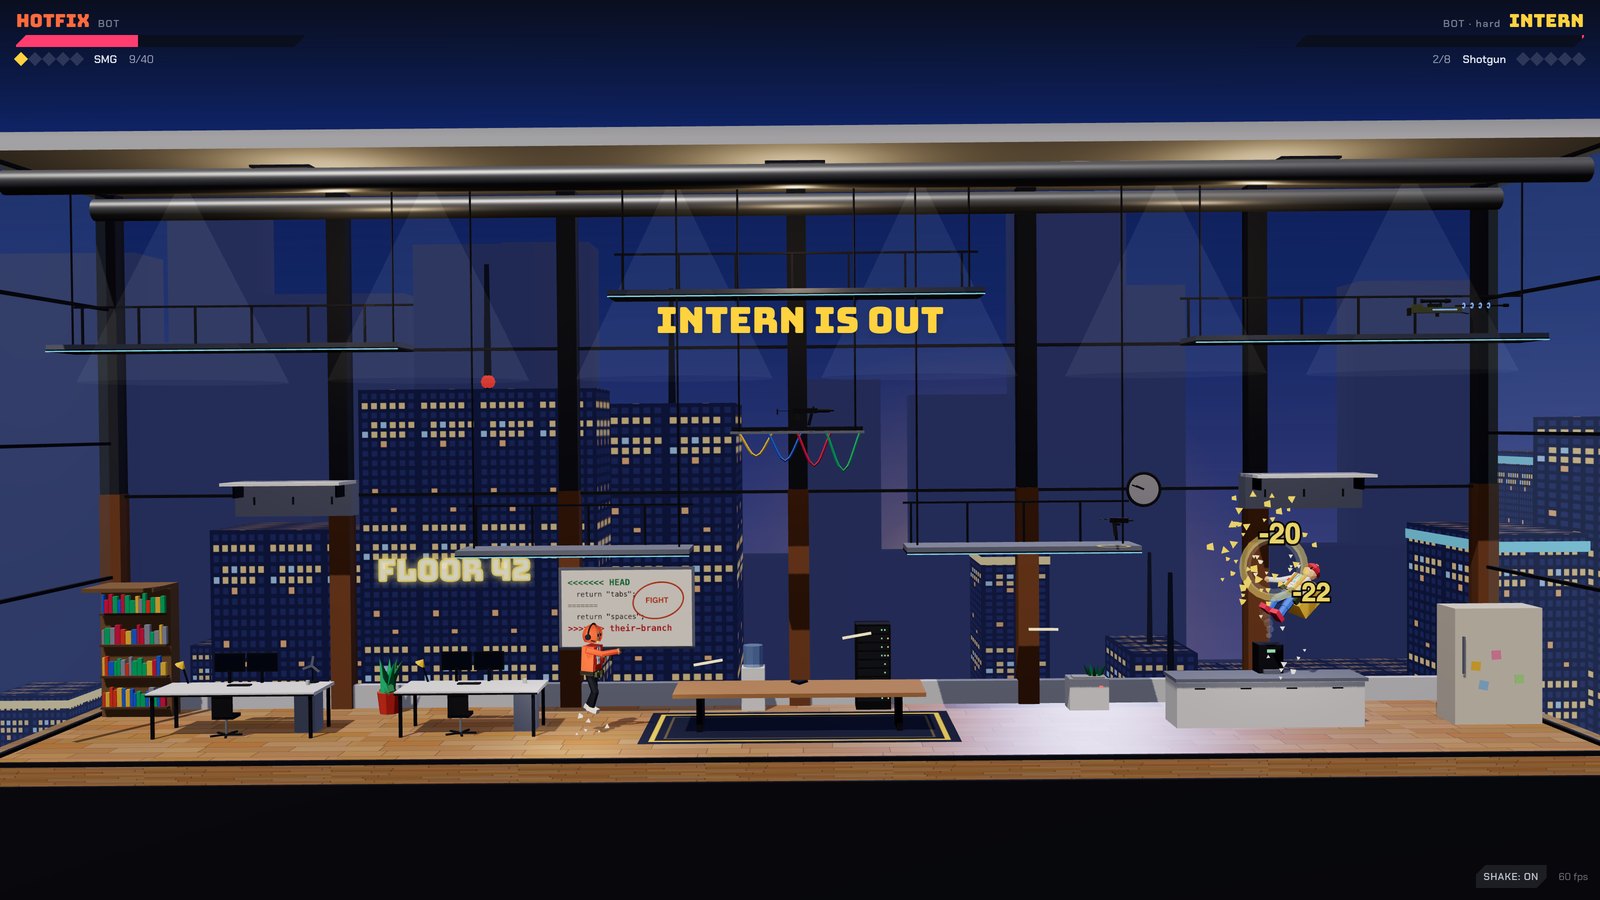 HOTFIX BOT
BOT · hard INTERN
SMG 9/40
2/8 Shotgun
INTERN IS OUT
-20
FLOOR 42
<<<<<<< HEAD
return "tabs";
FIGHT
=======
return "spaces";
>>>>>>> their-branch
-22
SHAKE: ON 60 fps